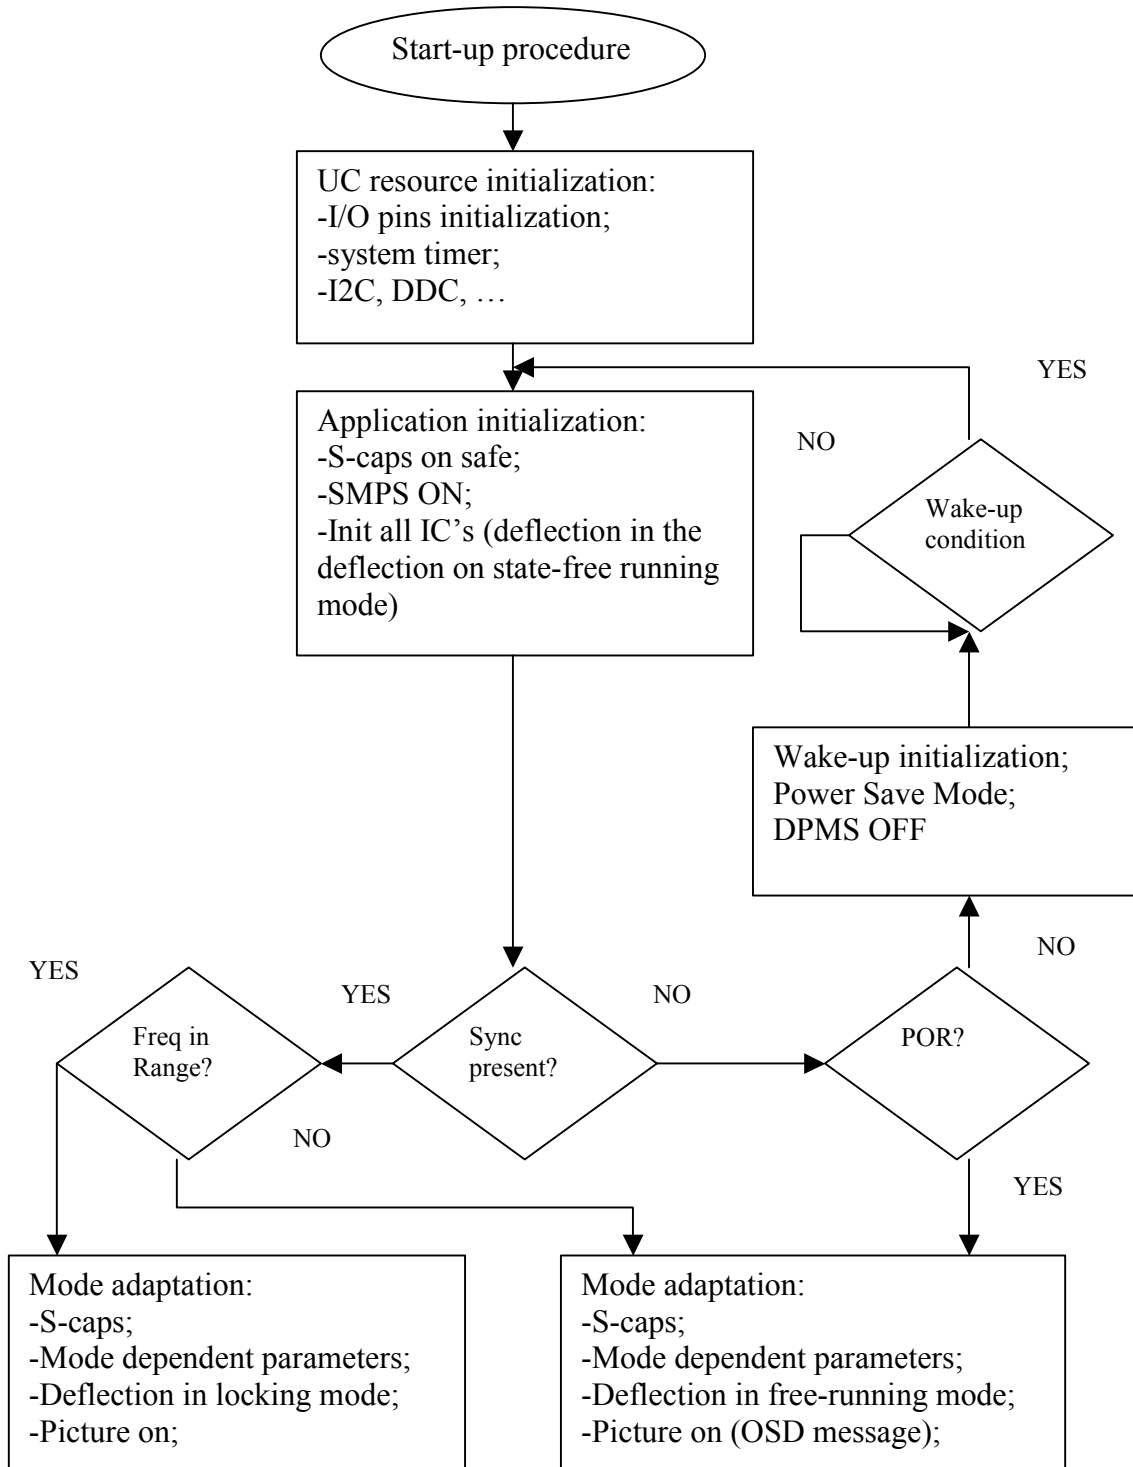 Start-up procedure
UC resource initialization:
-I/O pins initialization;
-system timer;
-I2C, DDC, …
YES
Application initialization:
-S-caps on safe;
-SMPS ON;
-Init all IC’s (deflection in the
deflection on state-free running
mode)
NO
Wake-up
condition
Wake-up initialization;
Power Save Mode;
DPMS OFF
NO
YES
YES
NO
Freq in
Range?
Sync
present?
POR?
NO
YES
Mode adaptation:
-S-caps;
-Mode dependent parameters;
-Deflection in locking mode;
-Picture on;
Mode adaptation:
-S-caps;
-Mode dependent parameters;
-Deflection in free-running mode;
-Picture on (OSD message);